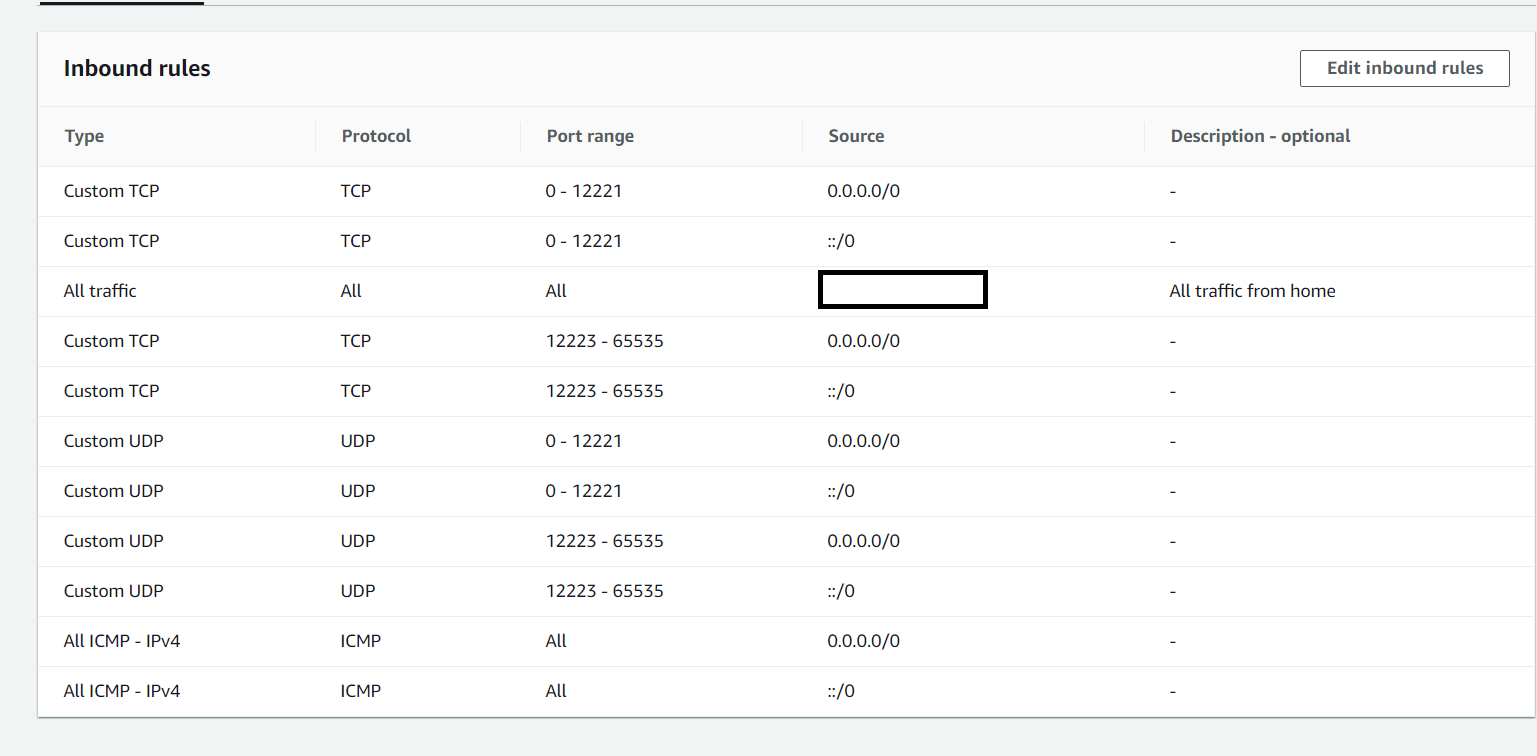 Inbound rules Edit inbound rules
Type Protocol Port range Source Description - optional
Custom TCP TCP 0 - 12221 0.0.0.0/0 -
Custom TCP TCP 0 - 12221 ::/0 -
All traffic All All All traffic from home
Custom TCP TCP 12223 - 65535 0.0.0.0/0 -
Custom TCP TCP 12223 - 65535 ::/0 -
Custom UDP UDP 0 - 12221 0.0.0.0/0 -
Custom UDP UDP 0 - 12221 ::/0 -
Custom UDP UDP 12223 - 65535 0.0.0.0/0 -
Custom UDP UDP 12223 - 65535 ::/0 -
All ICMP - IPv4 ICMP All 0.0.0.0/0 -
All ICMP - IPv4 ICMP All ::/0 -